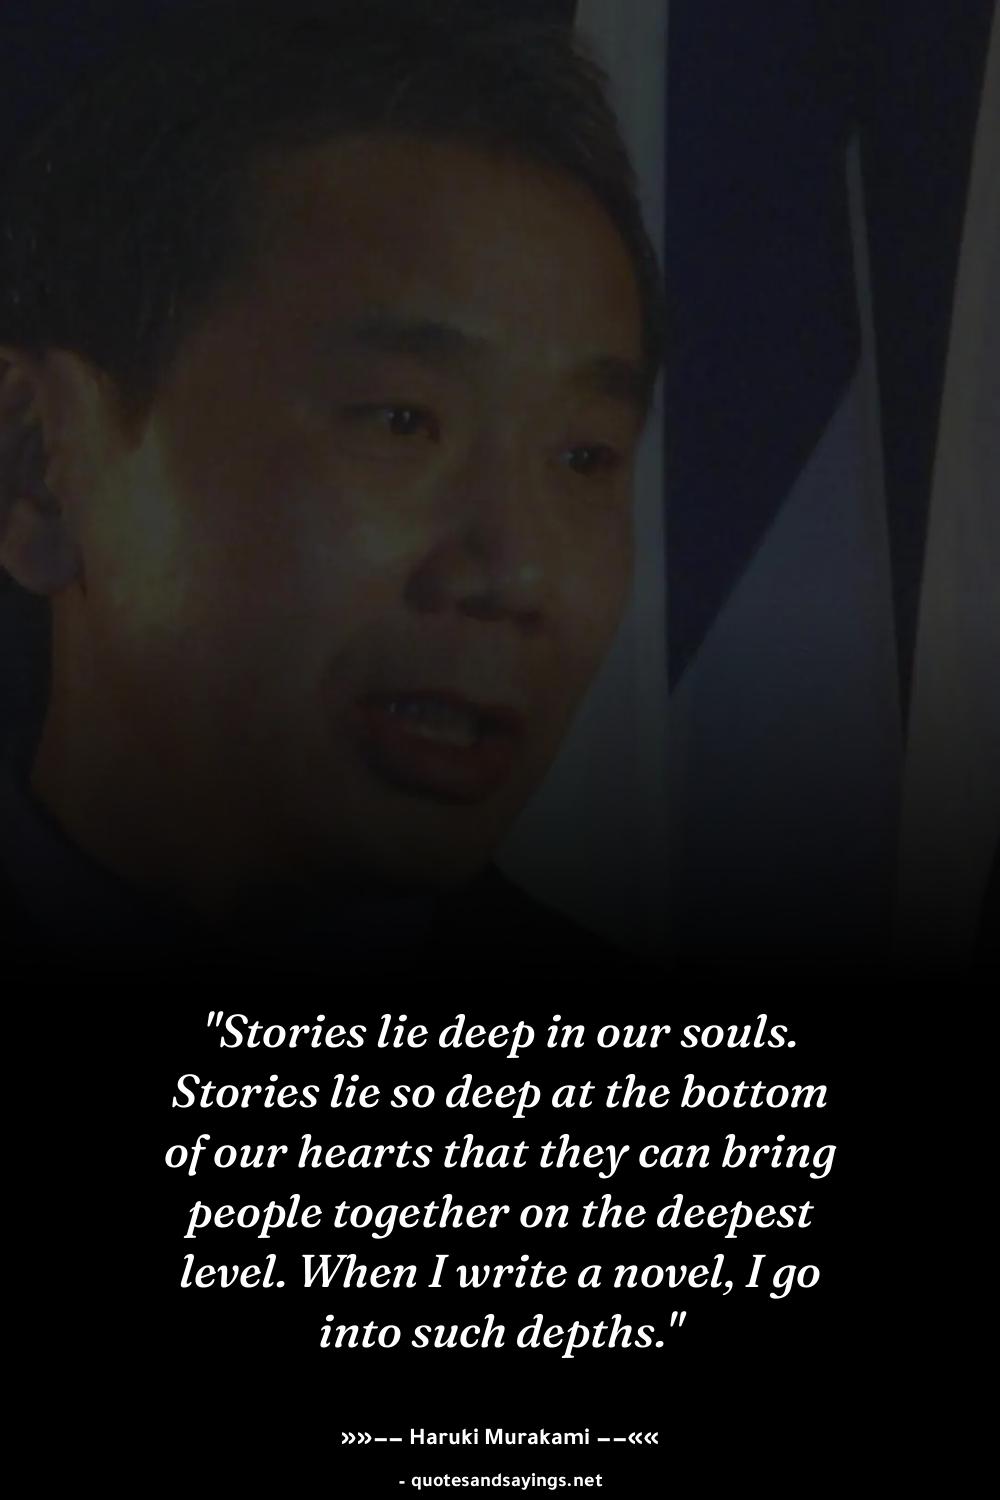 "Stories lie deep in our souls.
Stories lie so deep at the bottom
of our hearts that they can bring
people together on the deepest
level. When I write a novel, I go
into such depths."
»»−− Haruki Murakami −−««
- quotesandsayings.net